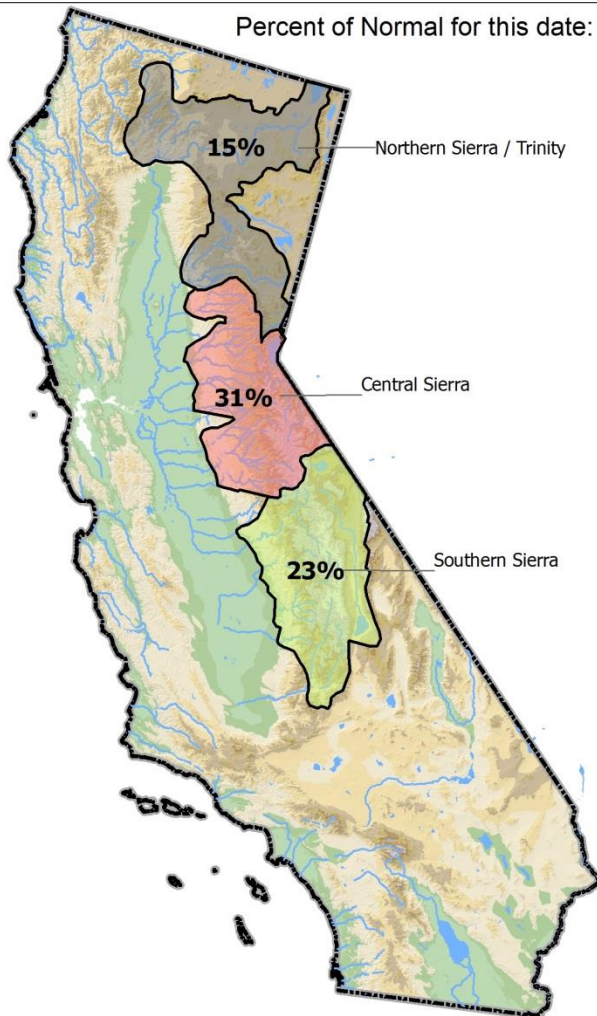 Percent of Normal for this date:
15%
Northern Sierra / Trinity
31%
Central Sierra
23%
Southern Sierra